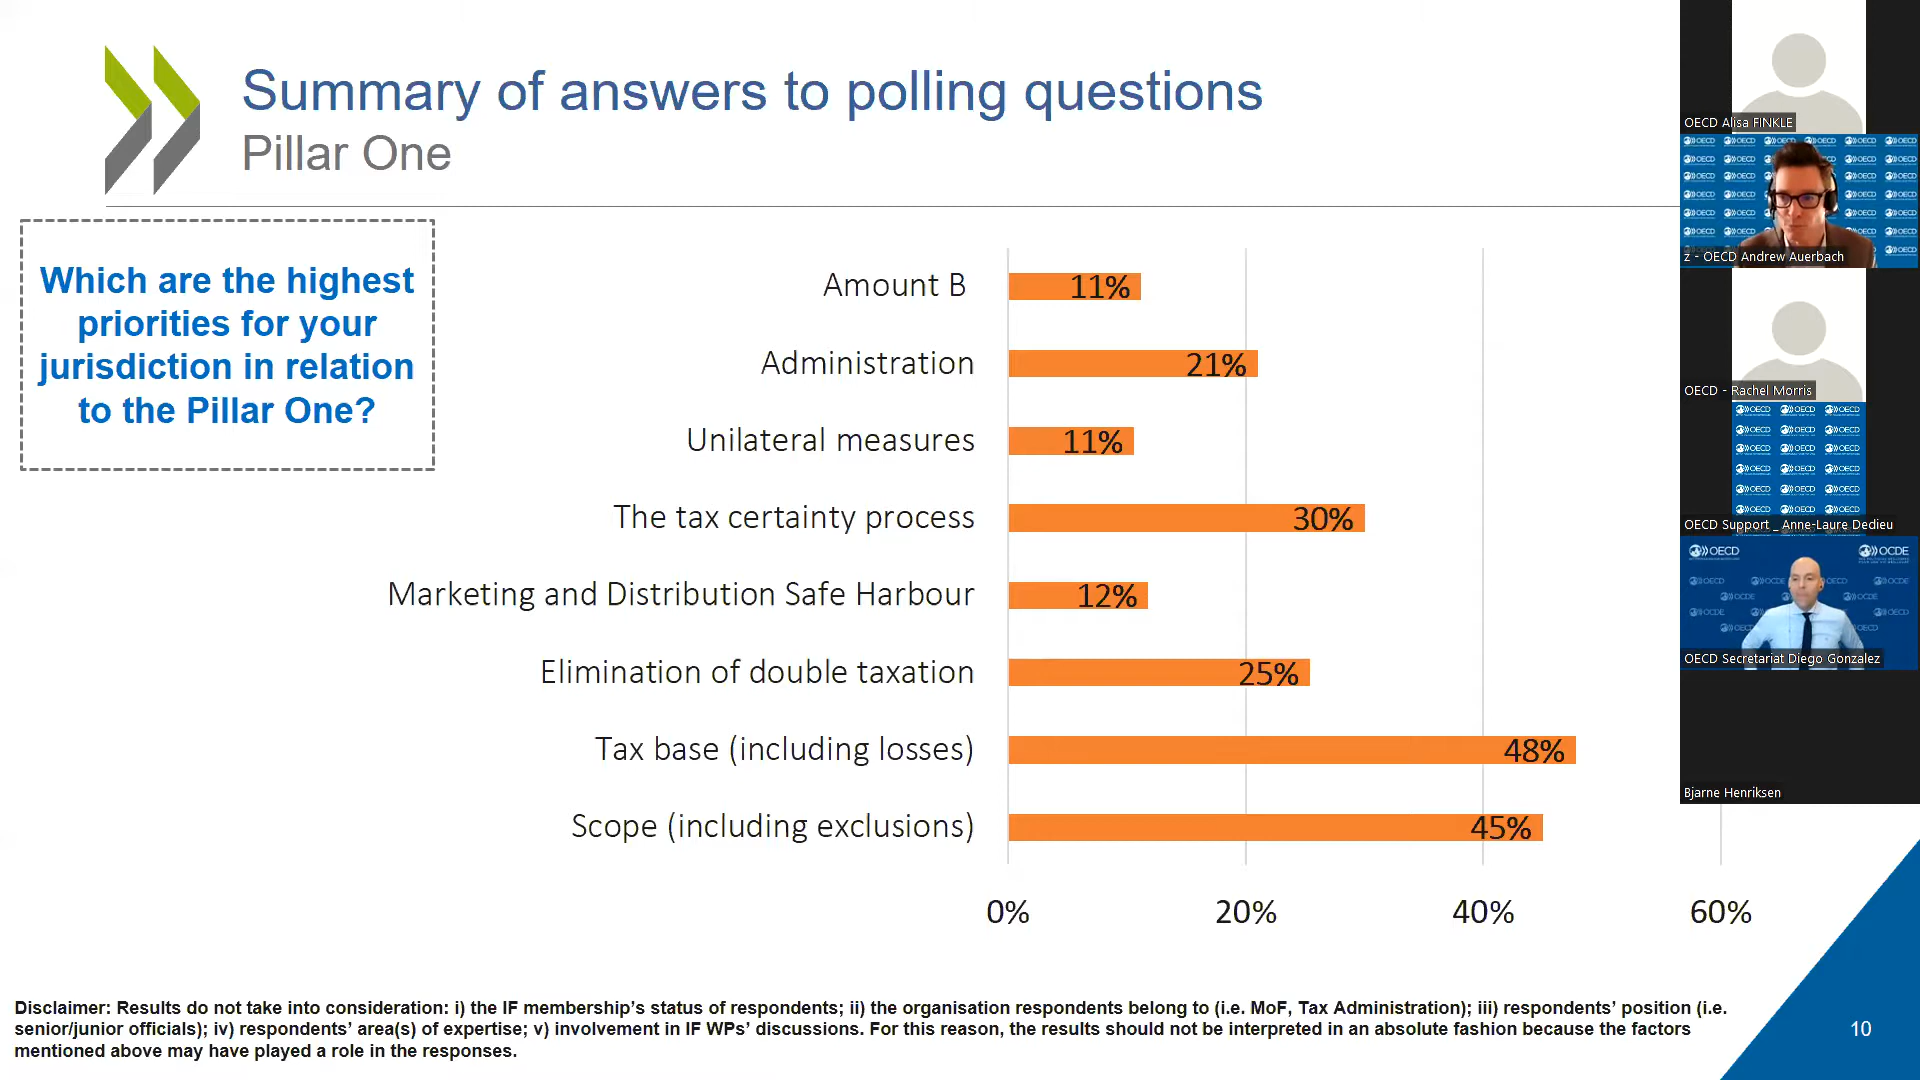 Summary of answers to polling questions
Pillar One
Which are the highest
priorities for your
jurisdiction in relation
to the Pillar One?
Amount B
11%
Administration
21%
Unilateral measures
11%
The tax certainty process
30%
Marketing and Distribution Safe Harbour
12%
Elimination of double taxation
25%
Tax base (including losses)
48%
Scope (including exclusions)
45%
0%
20%
40%
60%
Disclaimer: Results do not take into consideration: i) the IF membership’s status of respondents; ii) the organisation respondents belong to (i.e. MoF, Tax Administration); iii) respondents’ position (i.e.
senior/junior officials); iv) respondents’ area(s) of expertise; v) involvement in IF WPs’ discussions. For this reason, the results should not be interpreted in an absolute fashion because the factors
mentioned above may have played a role in the responses.
10
OECD Alisa FINKLE
z - OECD Andrew Auerbach
OECD - Rachel Morris
OECD Support _ Anne-Laure Dedieu
OECD
OCDE
OECD Secretariat Diego Gonzalez
Bjarne Henriksen